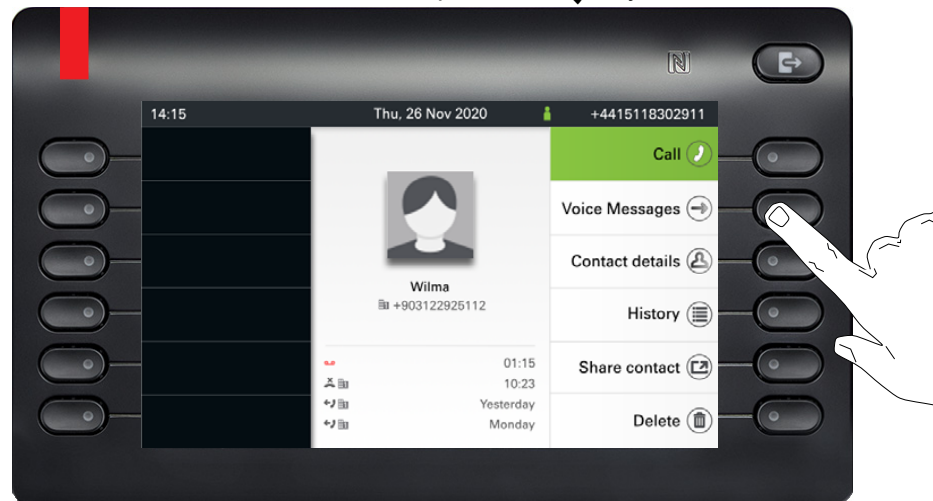 14:15 Thu, 26 Nov 2020 +4415118302911
Call
Voice Messages
Contact details
History
Share contact
Delete
Wilma
+903122925112
01:15
10:23
Yesterday
Monday